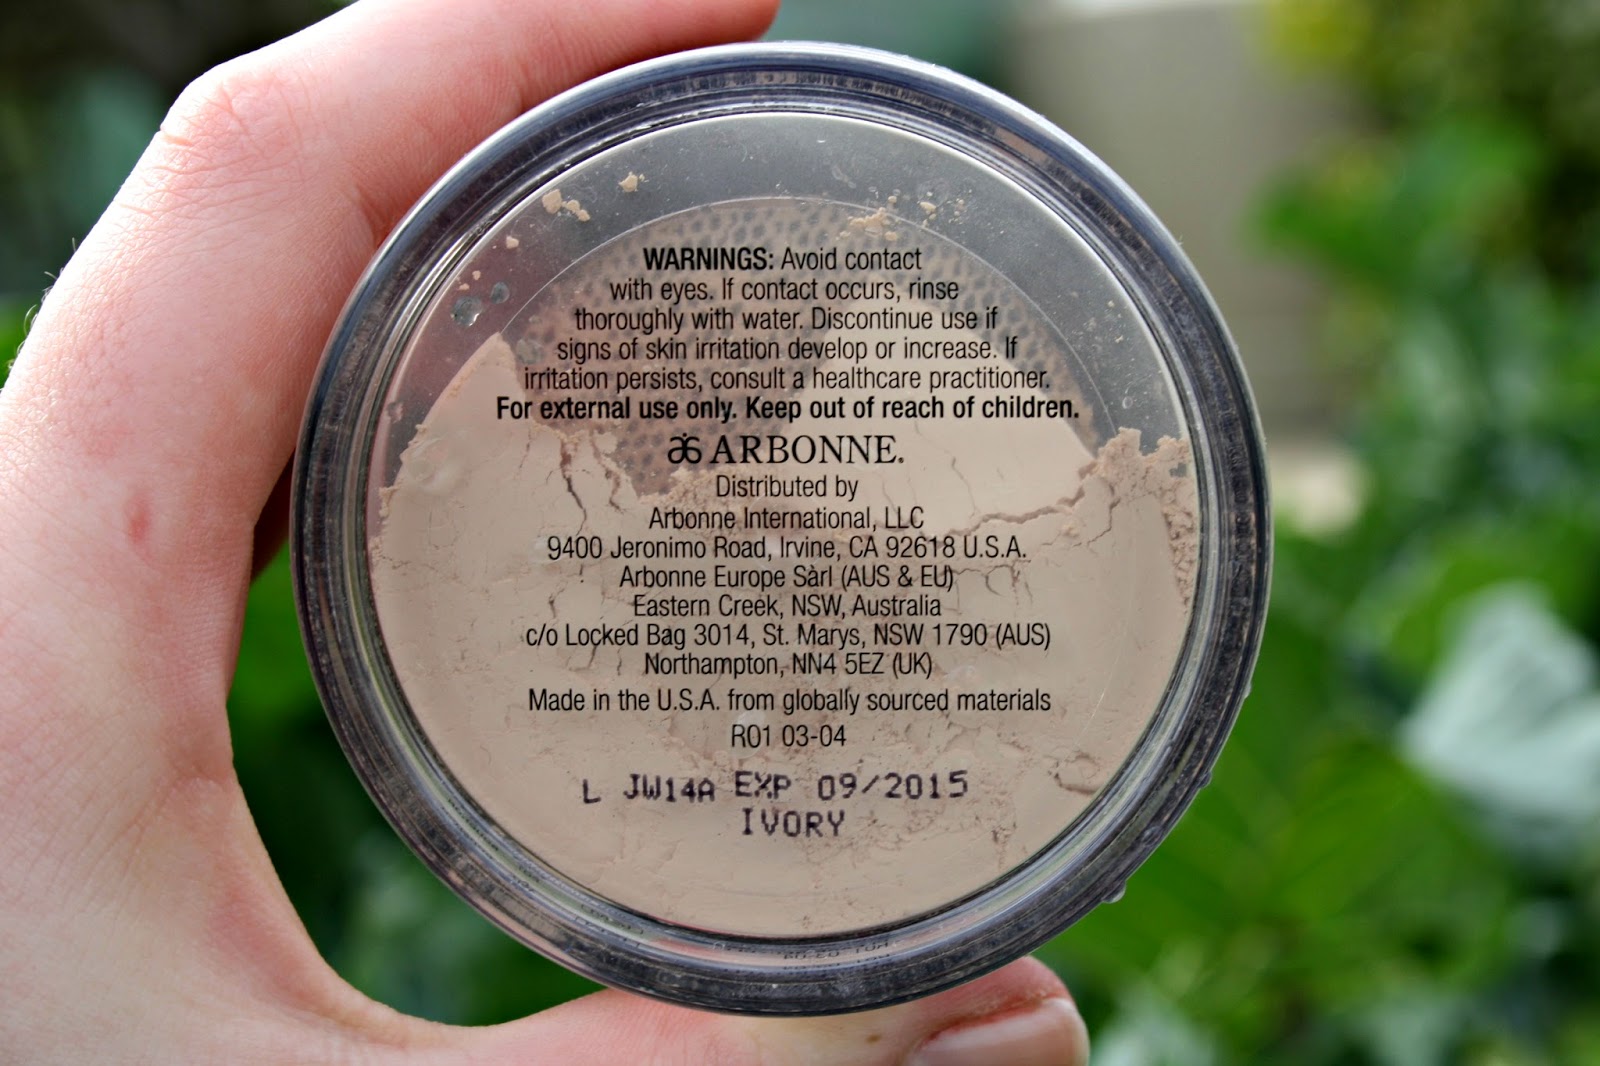 WARNINGS: Avoid contact
with eyes. If contact occurs, rinse
thoroughly with water. Discontinue use if
signs of skin irritation develop or increase. If
irritation persists, consult a healthcare practitioner.
For external use only. Keep out of reach of children.
ARBONNE.
Distributed by
Arbonne International, LLC
9400 Jeronimo Road, Irvine, CA 92618 U.S.A.
Arbonne Europe Sàrl (AUS & EU)
Eastern Creek, NSW, Australia
c/o Locked Bag 3014, St. Marys, NSW 1790 (AUS)
Northampton, NN4 5EZ (UK)
Made in the U.S.A. from globally sourced materials
R01 03-04
L JW14A EXP 09/2015
IVORY